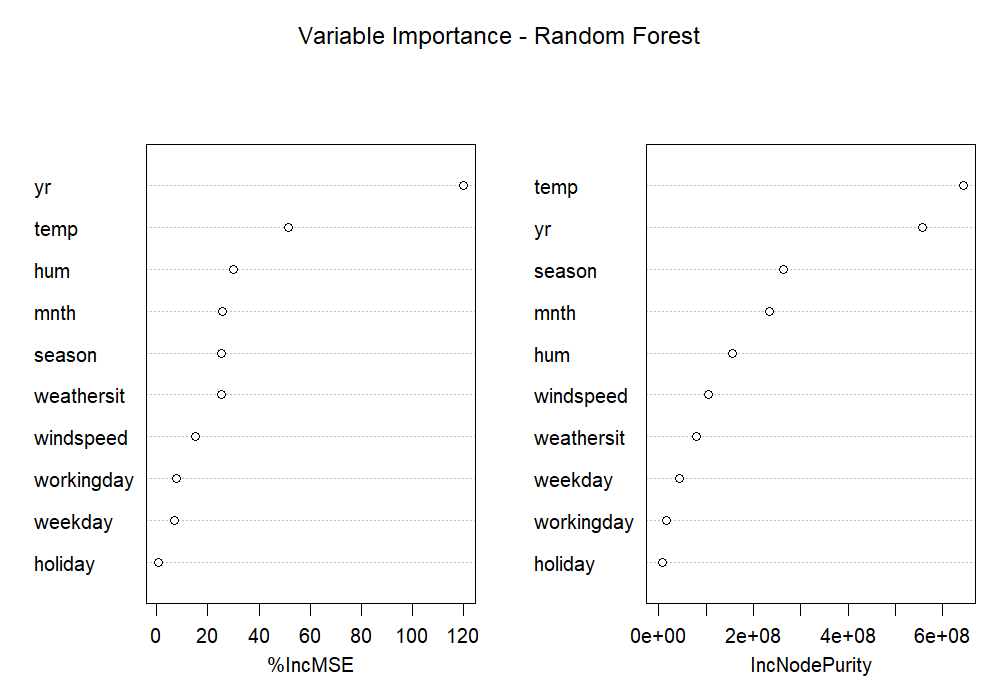 Variable Importance - Random Forest
yr
temp
hum
mnth
season
weathersit
windspeed
workingday
weekday
holiday
0 20 40 60 80 100 120
%IncMSE
temp
yr
season
mnth
hum
windspeed
weathersit
weekday
workingday
holiday
0e+00 2e+08 4e+08 6e+08
IncNodePurity